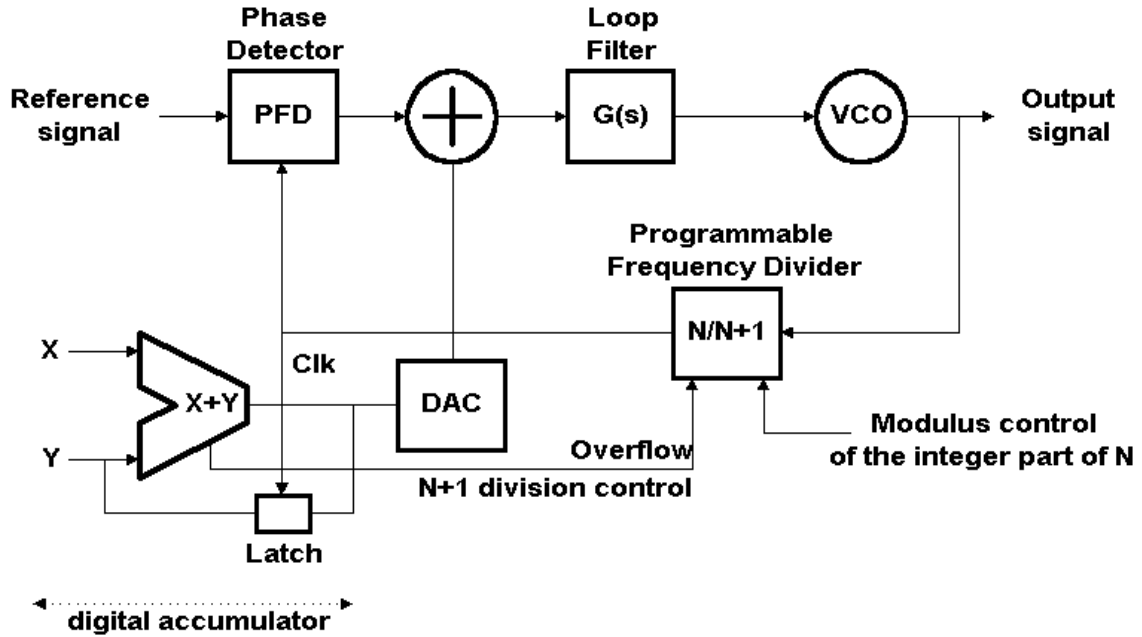 Phase
Detector
Loop
Filter
Reference
signal
PFD
G(s)
VCO
Output
signal
Programmable
Frequency Divider
N/N+1
X
Clk
X+Y
DAC
Modulus control
of the integer part of N
Y
Overflow
N+1 division control
Latch
digital accumulator